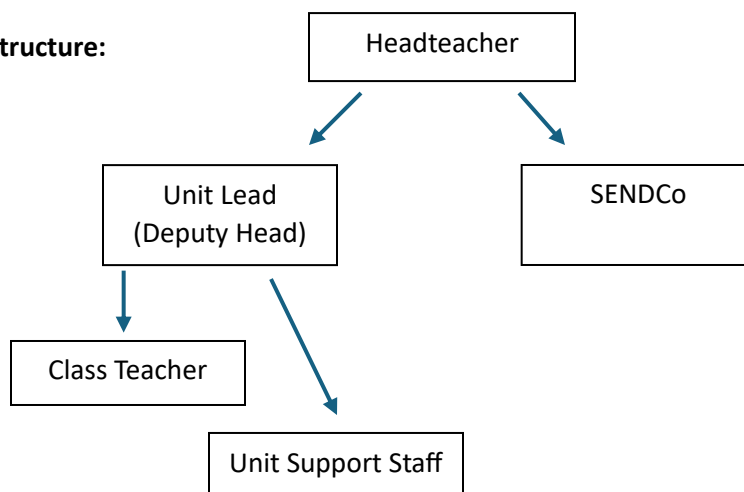 tructure:
Headteacher
Unit Lead
(Deputy Head)
SENDCo
Class Teacher
Unit Support Staff